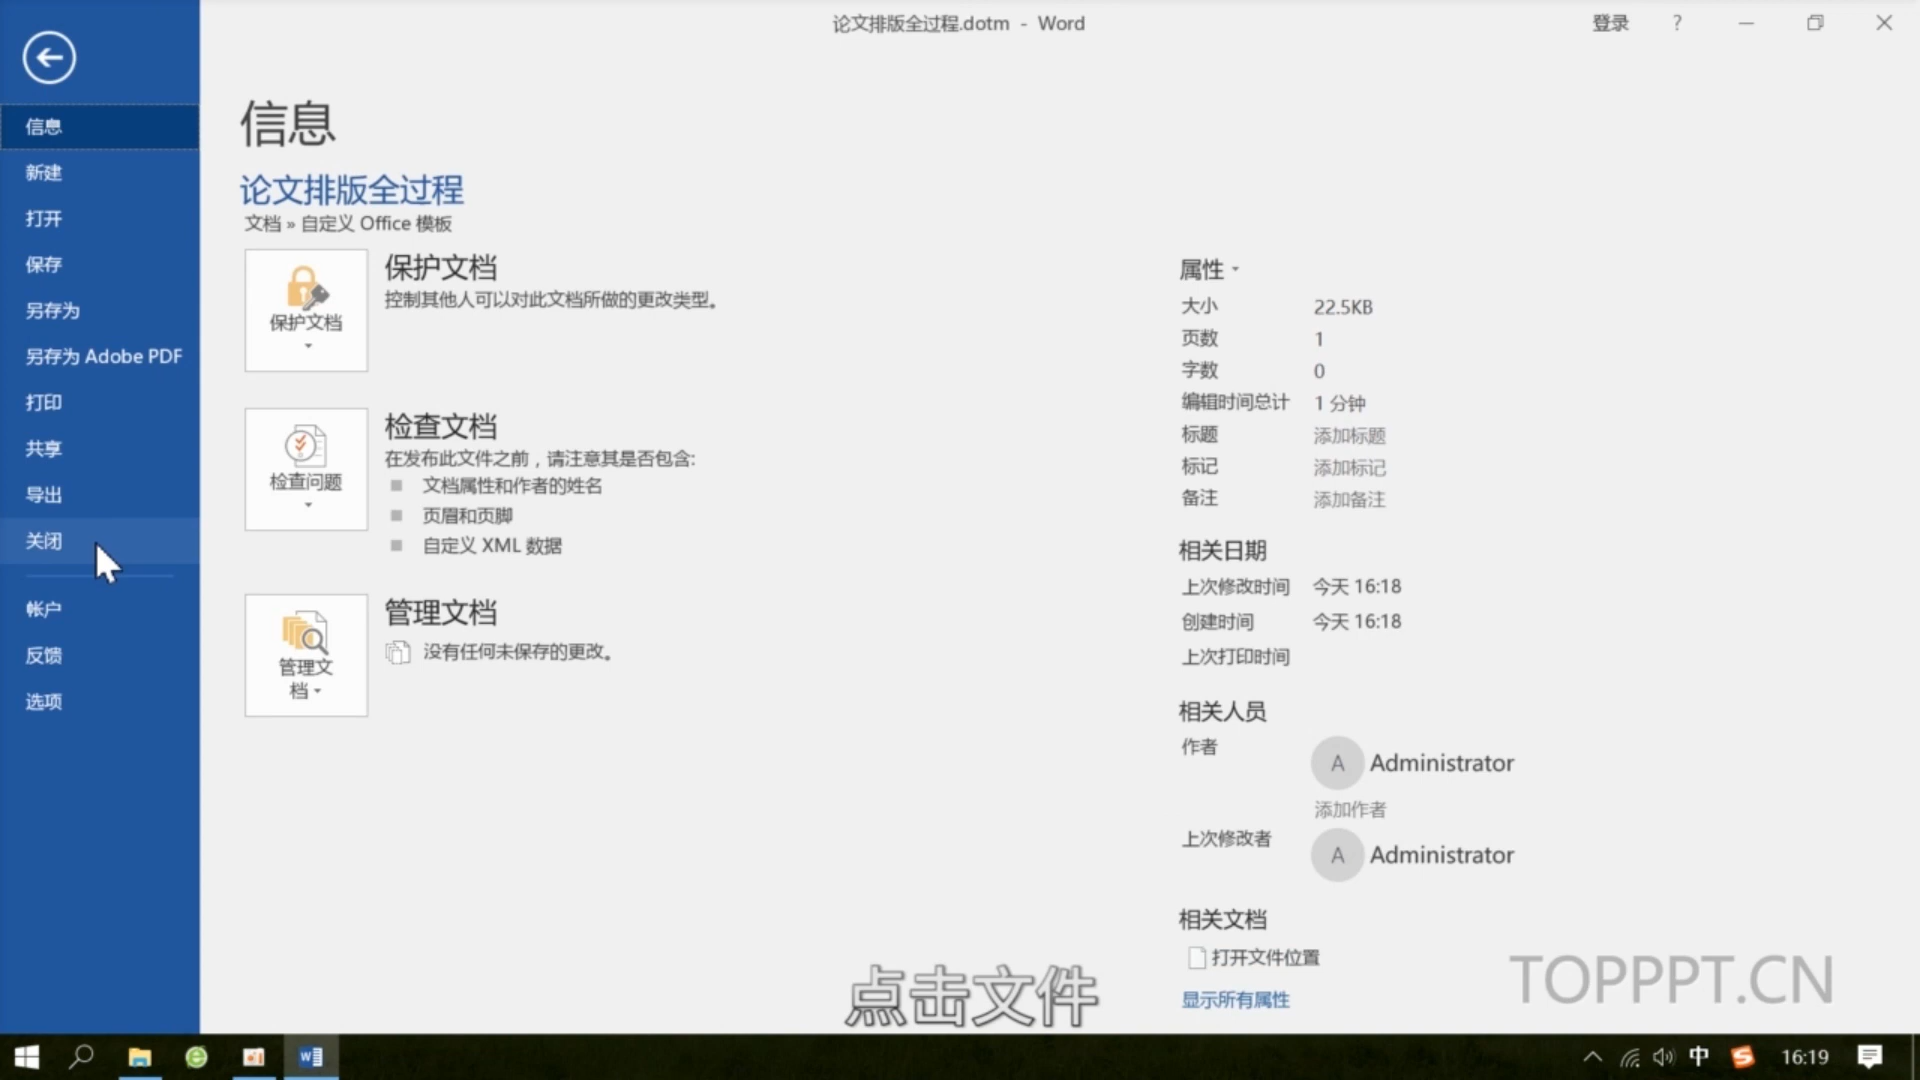 论文排版全过程.dotm - Word
登录
?
信息
新建
打开
保存
另存为
另存为 Adobe PDF
打印
共享
导出
关闭
帐户
反馈
选项
信息
论文排版全过程
文档 » 自定义 Office 模板
保护文档
保护文档
控制其他人可以对此文档所做的更改类型。
检查问题
检查文档
在发布此文件之前，请注意其是否包含:
文档属性和作者的姓名
页眉和页脚
自定义 XML 数据
管理文
档
管理文档
没有任何未保存的更改。
属性
大小 22.5KB
页数 1
字数 0
编辑时间总计 1 分钟
标题 添加标题
标记 添加标记
备注 添加备注
相关日期
上次修改时间 今天 16:18
创建时间 今天 16:18
上次打印时间
相关人员
作者
A Administrator
添加作者
上次修改者
A Administrator
相关文档
打开文件位置
显示所有属性
TOPPPT.CN
点击文件
中
16:19